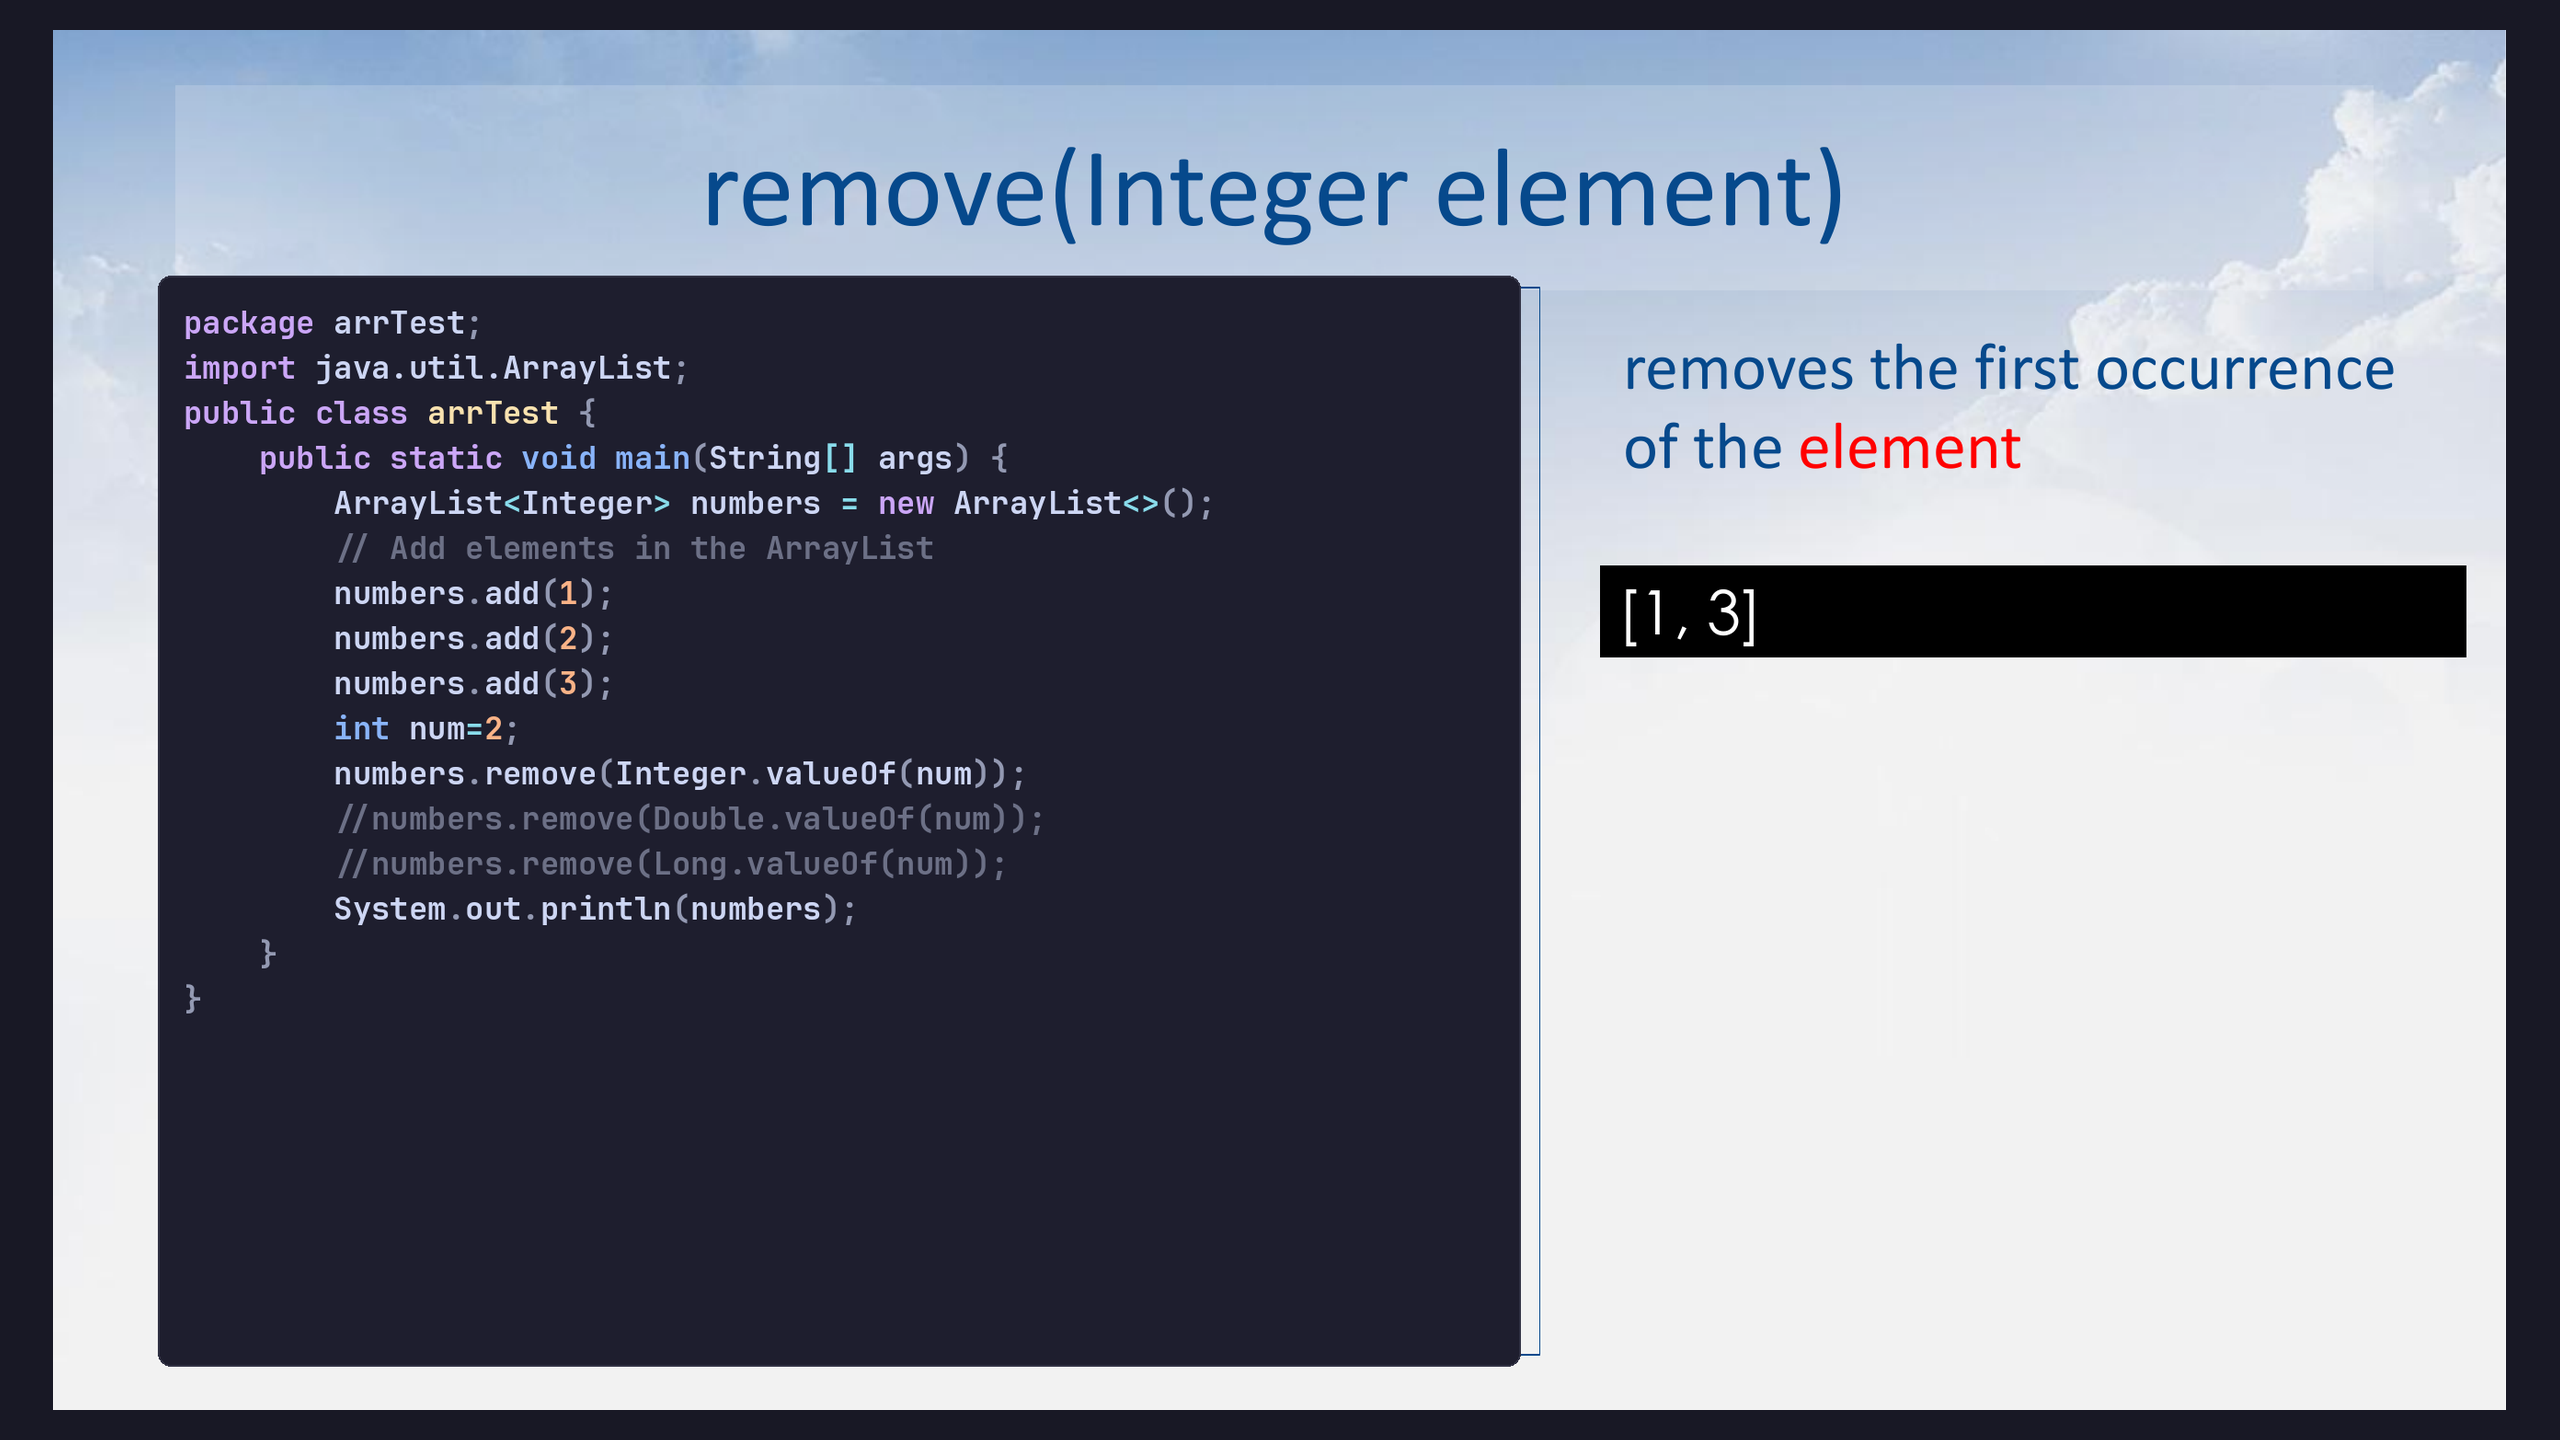 remove(Integer element)
package arrTest;
import java.util.ArrayList;
public class arrTest {
    public static void main(String[] args) {
        ArrayList<Integer> numbers = new ArrayList<>();
        // Add elements in the ArrayList
        numbers.add(1);
        numbers.add(2);
        numbers.add(3);
        int num=2;
        numbers.remove(Integer.valueOf(num));
        //numbers.remove(Double.valueOf(num));
        //numbers.remove(Long.valueOf(num));
        System.out.println(numbers);
    }
}
removes the first occurrence
of the element
[1, 3]